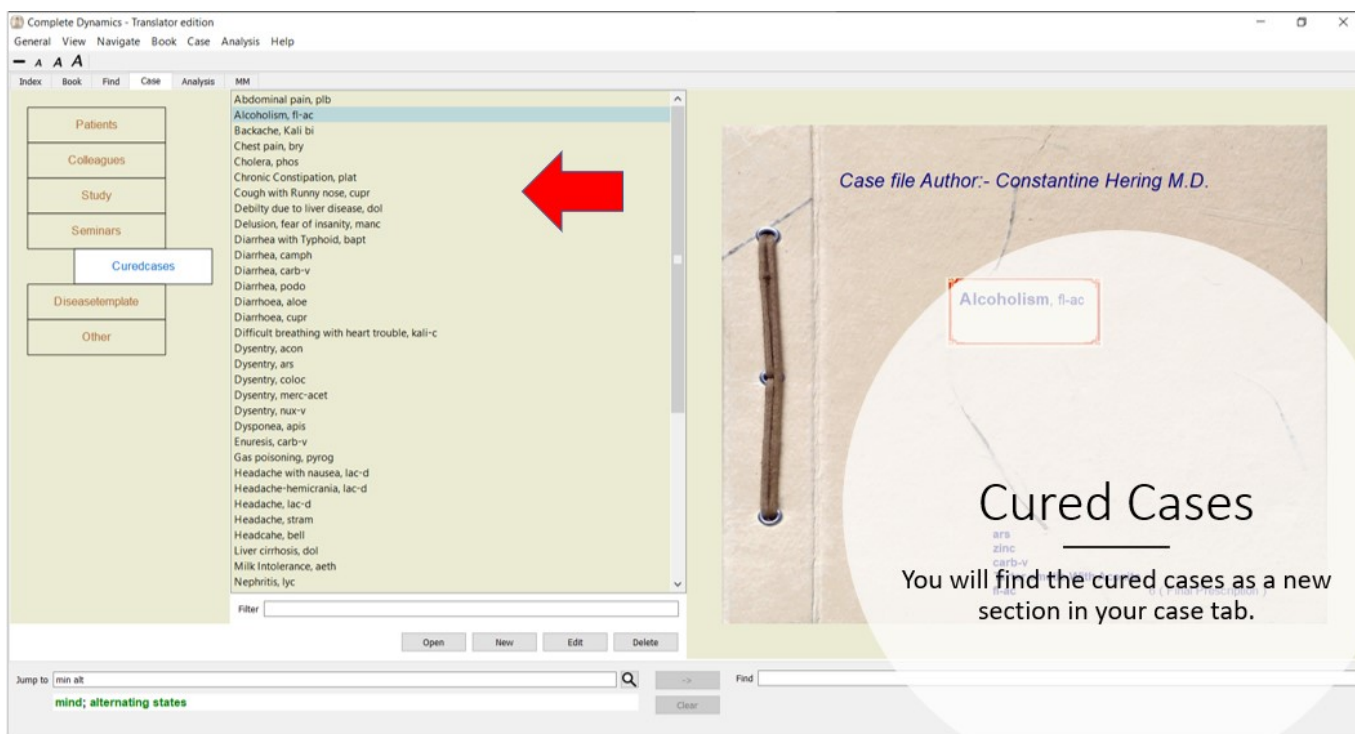 Complete Dynamics - Translator edition
General View Navigate Book Case Analysis Help
A A A
Index Book Find Case Analysis MM
Patients
Colleagues
Study
Seminars
Curedcases
Diseasetemplate
Other
Abdominal pain, plb
Alcoholism, fl-ac
Backache, Kali bi
Chest pain, bry
Cholera, phos
Chronic Constipation, plat
Cough with Runny nose, cupr
Debilty due to liver disease, dol
Delusion, fear of insanity, manc
Diarrhea with Typhoid, bapt
Diarrhea, camph
Diarrhea, carb-v
Diarrhea, podo
Diarrhoea, aloe
Diarrhoea, cupr
Difficult breathing with heart trouble, kali-c
Dysentry, acon
Dysentry, ars
Dysentry, coloc
Dysentry, merc-acet
Dysentry, nux-v
Dysponea, apis
Enuresis, carb-v
Gas poisoning, pyrog
Headache with nausea, lac-d
Headache-hemicrania, lac-d
Headache, lac-d
Headache, stram
Headcahe, bell
Liver cirrhosis, dol
Milk Intolerance, aeth
Nephritis, lyc
Filter
Open New Edit Delete
Case file Author:- Constantine Hering M.D.
Alcoholism, fl-ac
Cured Cases
ars
zinc
carb-v
fl-ac 6 ( Final Prescription )
You will find the cured cases as a new
section in your case tab.
Jump to min alt -> Find
mind; alternating states Clear